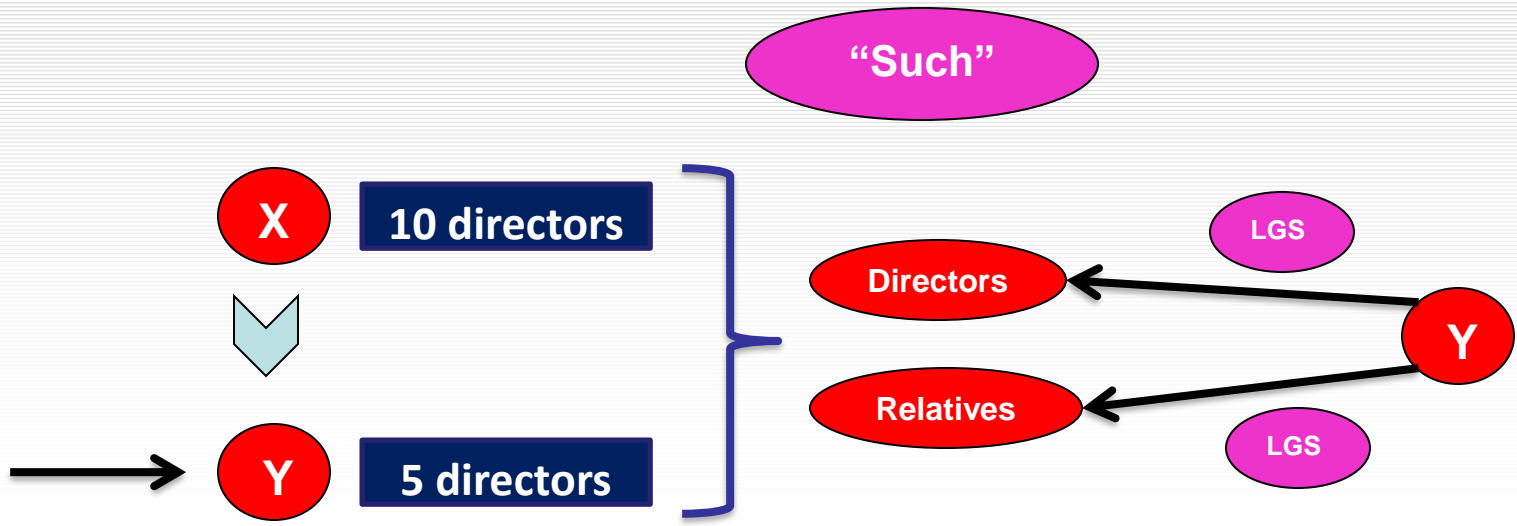 “Such”
X
10 directors
Y
5 directors
Directors
Relatives
LGS
Y
LGS